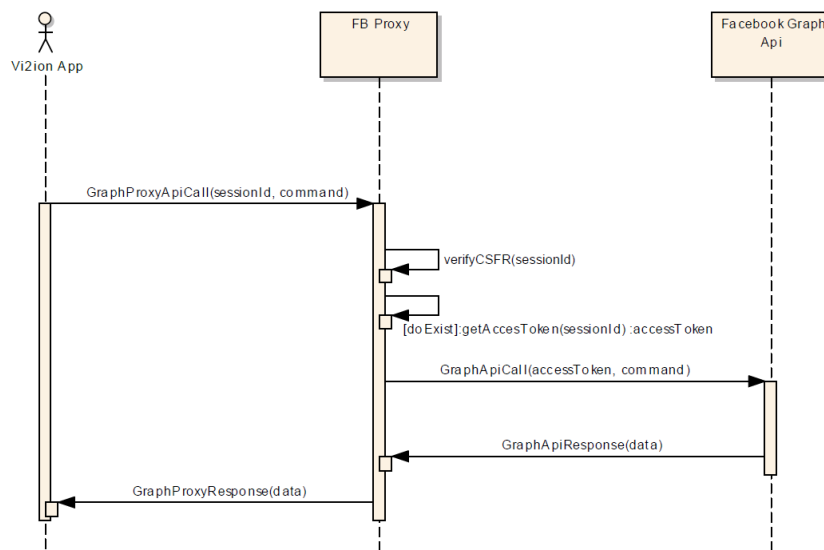 Vi2ion App
FB Proxy
Facebook Graph
Api
GraphProxyApiCall(sessionId, command)
verifyCSFR(sessionId)
[doExist]:getAccesToken(sessionId) :accessToken
GraphApiCall(accessToken, command)
GraphApiResponse(data)
GraphProxyResponse(data)